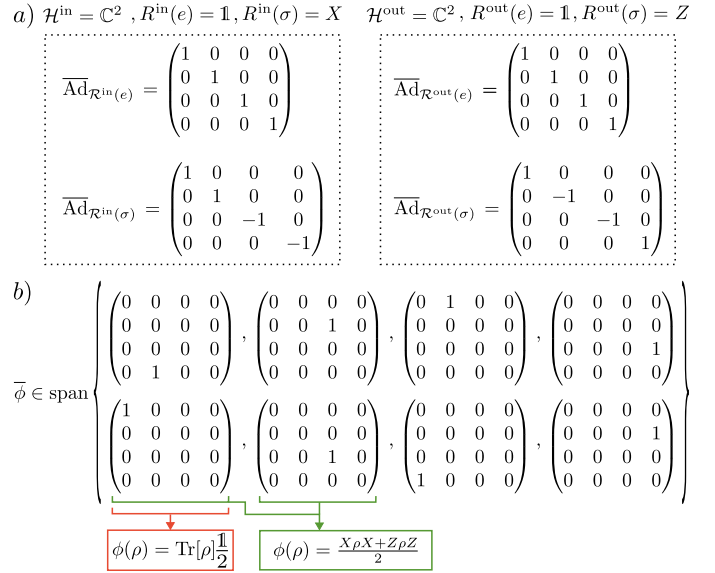 a) ℋ^in = ℂ^2 , R^in(e) = 𝟙, R^in(σ) = X    ℋ^out = ℂ^2 , R^out(e) = 𝟙, R^out(σ) = Z
1 0 0 0    1 0 0 0
0 1 0 0    0 1 0 0
\overline{Ad}_{ℛ^in(e)} =    \overline{Ad}_{ℛ^out(e)} =
0 0 1 0    0 0 1 0
0 0 0 1    0 0 0 1
1 0 0 0    1 0 0 0
0 1 0 0    0 −1 0 0
\overline{Ad}_{ℛ^in(σ)} =    \overline{Ad}_{ℛ^out(σ)} =
0 0 −1 0    0 0 −1 0
0 0 0 −1    0 0 0 1
b)
0 0 0 0    0 0 0 0    0 1 0 0    0 0 0 0
0 0 0 0    0 0 1 0    0 0 0 0    0 0 0 0
, , ,
0 0 0 0    0 0 0 0    0 0 0 0    0 0 0 1
0 1 0 0    0 0 0 0    0 0 0 0    0 0 0 0
\overline{ϕ} ∈ span
1 0 0 0    0 0 0 0    0 0 0 0    0 0 0 0
0 0 0 0    0 0 0 0    0 0 0 0    0 0 0 1
, , ,
0 0 0 0    0 0 1 0    0 0 0 0    0 0 0 0
0 0 0 0    0 0 0 0    1 0 0 0    0 0 0 0
ϕ(ρ) = Tr[ρ]𝟙/2    ϕ(ρ) = (XρX+ZρZ)/2